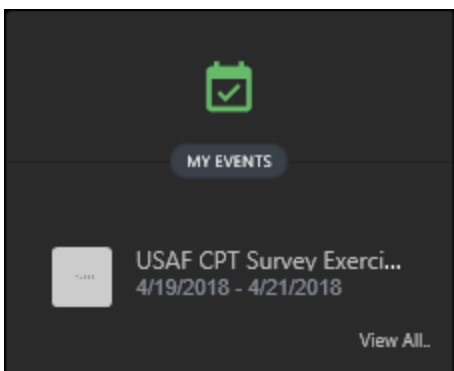 MY EVENTS
USAF CPT Survey Exerci...
4/19/2018 - 4/21/2018
View All..